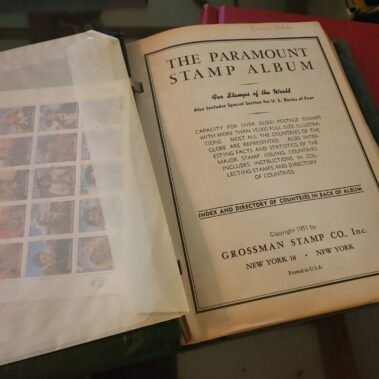 THE PARAMOUNT
STAMP ALBUM
For Stamps of the World
Also Includes Special Section for U.S. Blocks of Four
CAPACITY FOR OVER 40,000 POSTAGE STAMPS
WITH MORE THAN 15,000 FULL SIZE ILLUSTRA-
TIONS. MOST ALL THE COUNTRIES OF THE
GLOBE ARE REPRESENTED. ALSO INTER-
ESTING FACTS AND STATISTICS OF THE
MAJOR STAMP ISSUING COUNTRIES.
INCLUDES INSTRUCTIONS IN COL-
LECTING STAMPS AND DIRECTORY
OF COUNTRIES.
INDEX AND DIRECTORY OF COUNTRIES IN BACK OF ALBUM
Copyright 1951 by
GROSSMAN STAMP CO., Inc.
NEW YORK 18 • NEW YORK
Printed in U.S.A.